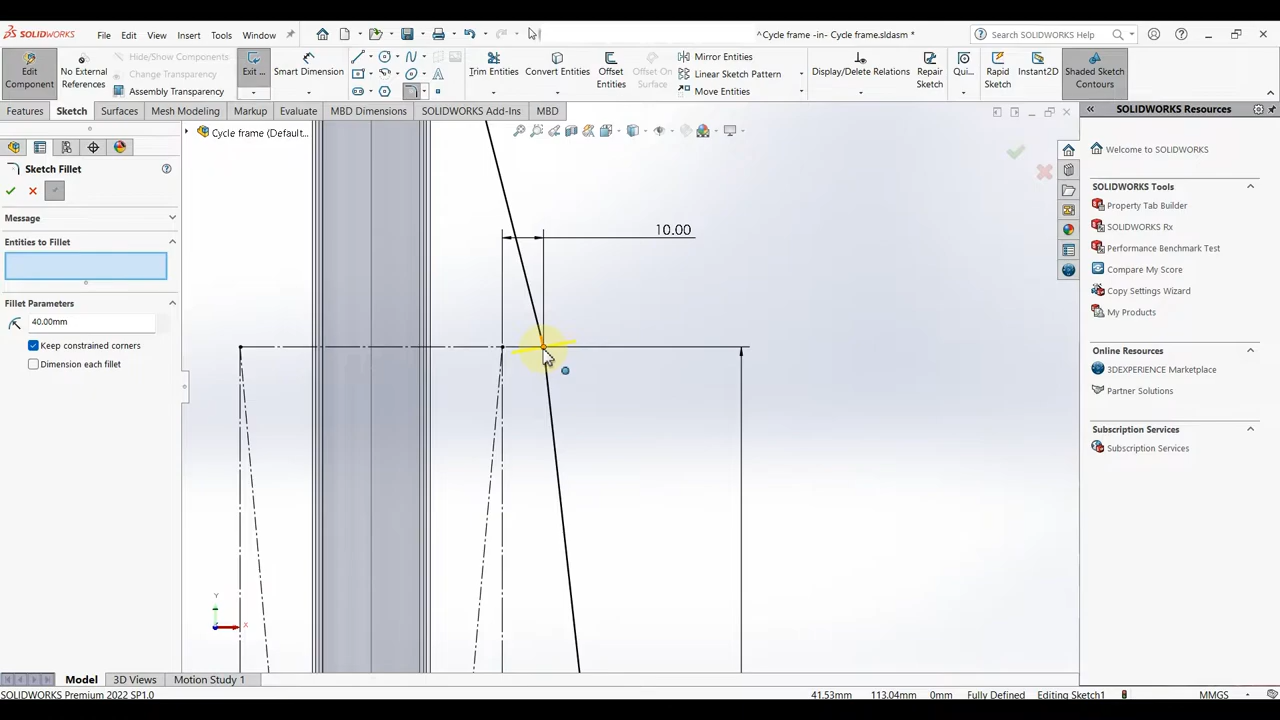 SOLIDWORKS
File
Edit
View
Insert
Tools
Window
^Cycle frame -in- Cycle frame.sldasm *
Search SOLIDWORKS Help
Edit Component
No External References
Hide/Show Components
Change Transparency
Assembly Transparency
Exit ...
Smart Dimension
Trim Entities
Convert Entities
Offset Entities
Offset On Surface
Mirror Entities
Linear Sketch Pattern
Move Entities
Display/Delete Relations
Repair Sketch
Qui...
Rapid Sketch
Instant2D
Shaded Sketch Contours
Features
Sketch
Surfaces
Mesh Modeling
Markup
Evaluate
MBD Dimensions
SOLIDWORKS Add-Ins
MBD
SOLIDWORKS Resources
Cycle frame (Default...
Sketch Fillet
Message
Entities to Fillet
Fillet Parameters
40.00mm
Keep constrained corners
Dimension each fillet
10.00
Y
X
Welcome to SOLIDWORKS
SOLIDWORKS Tools
Property Tab Builder
SOLIDWORKS Rx
Performance Benchmark Test
Compare My Score
Copy Settings Wizard
My Products
Online Resources
3DEXPERIENCE Marketplace
Partner Solutions
Subscription Services
Subscription Services
Model
3D Views
Motion Study 1
SOLIDWORKS Premium 2022 SP1.0
41.53mm
113.04mm
0mm
Fully Defined
Editing Sketch1
MMGS